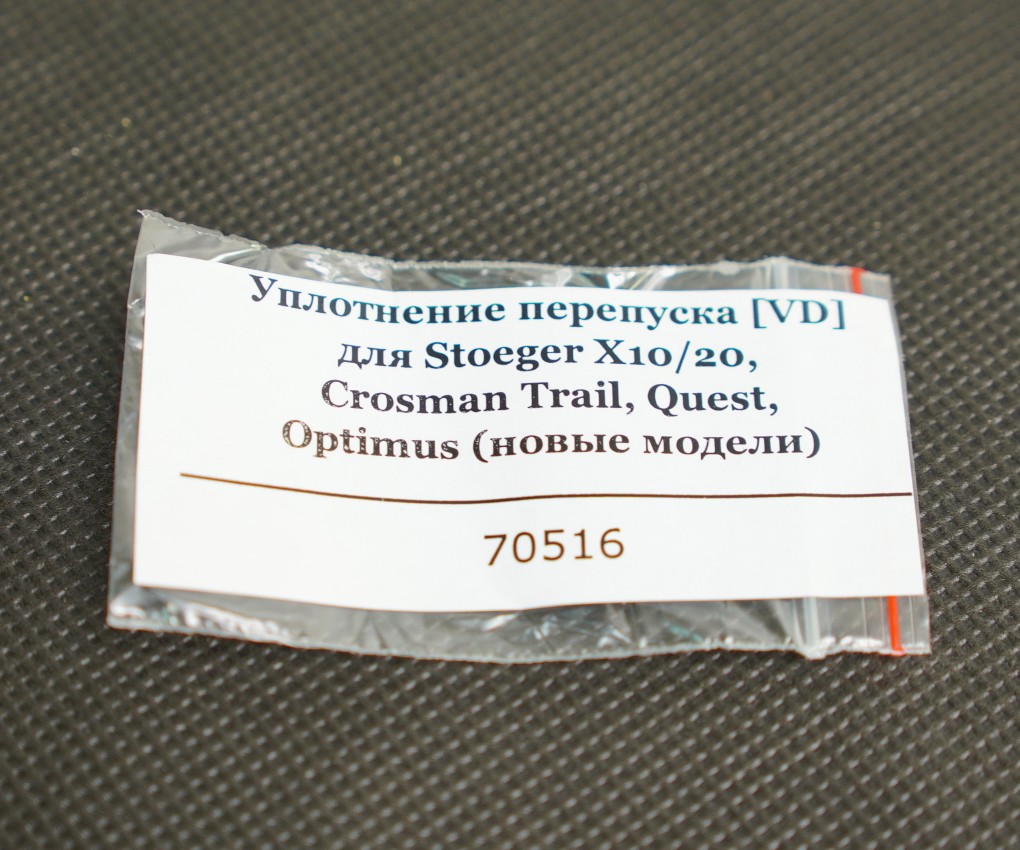 Уплотнение перепуска [VD]
для Stoeger X10/20,
Crosman Trail, Quest,
Optimus (новые модели)
70516